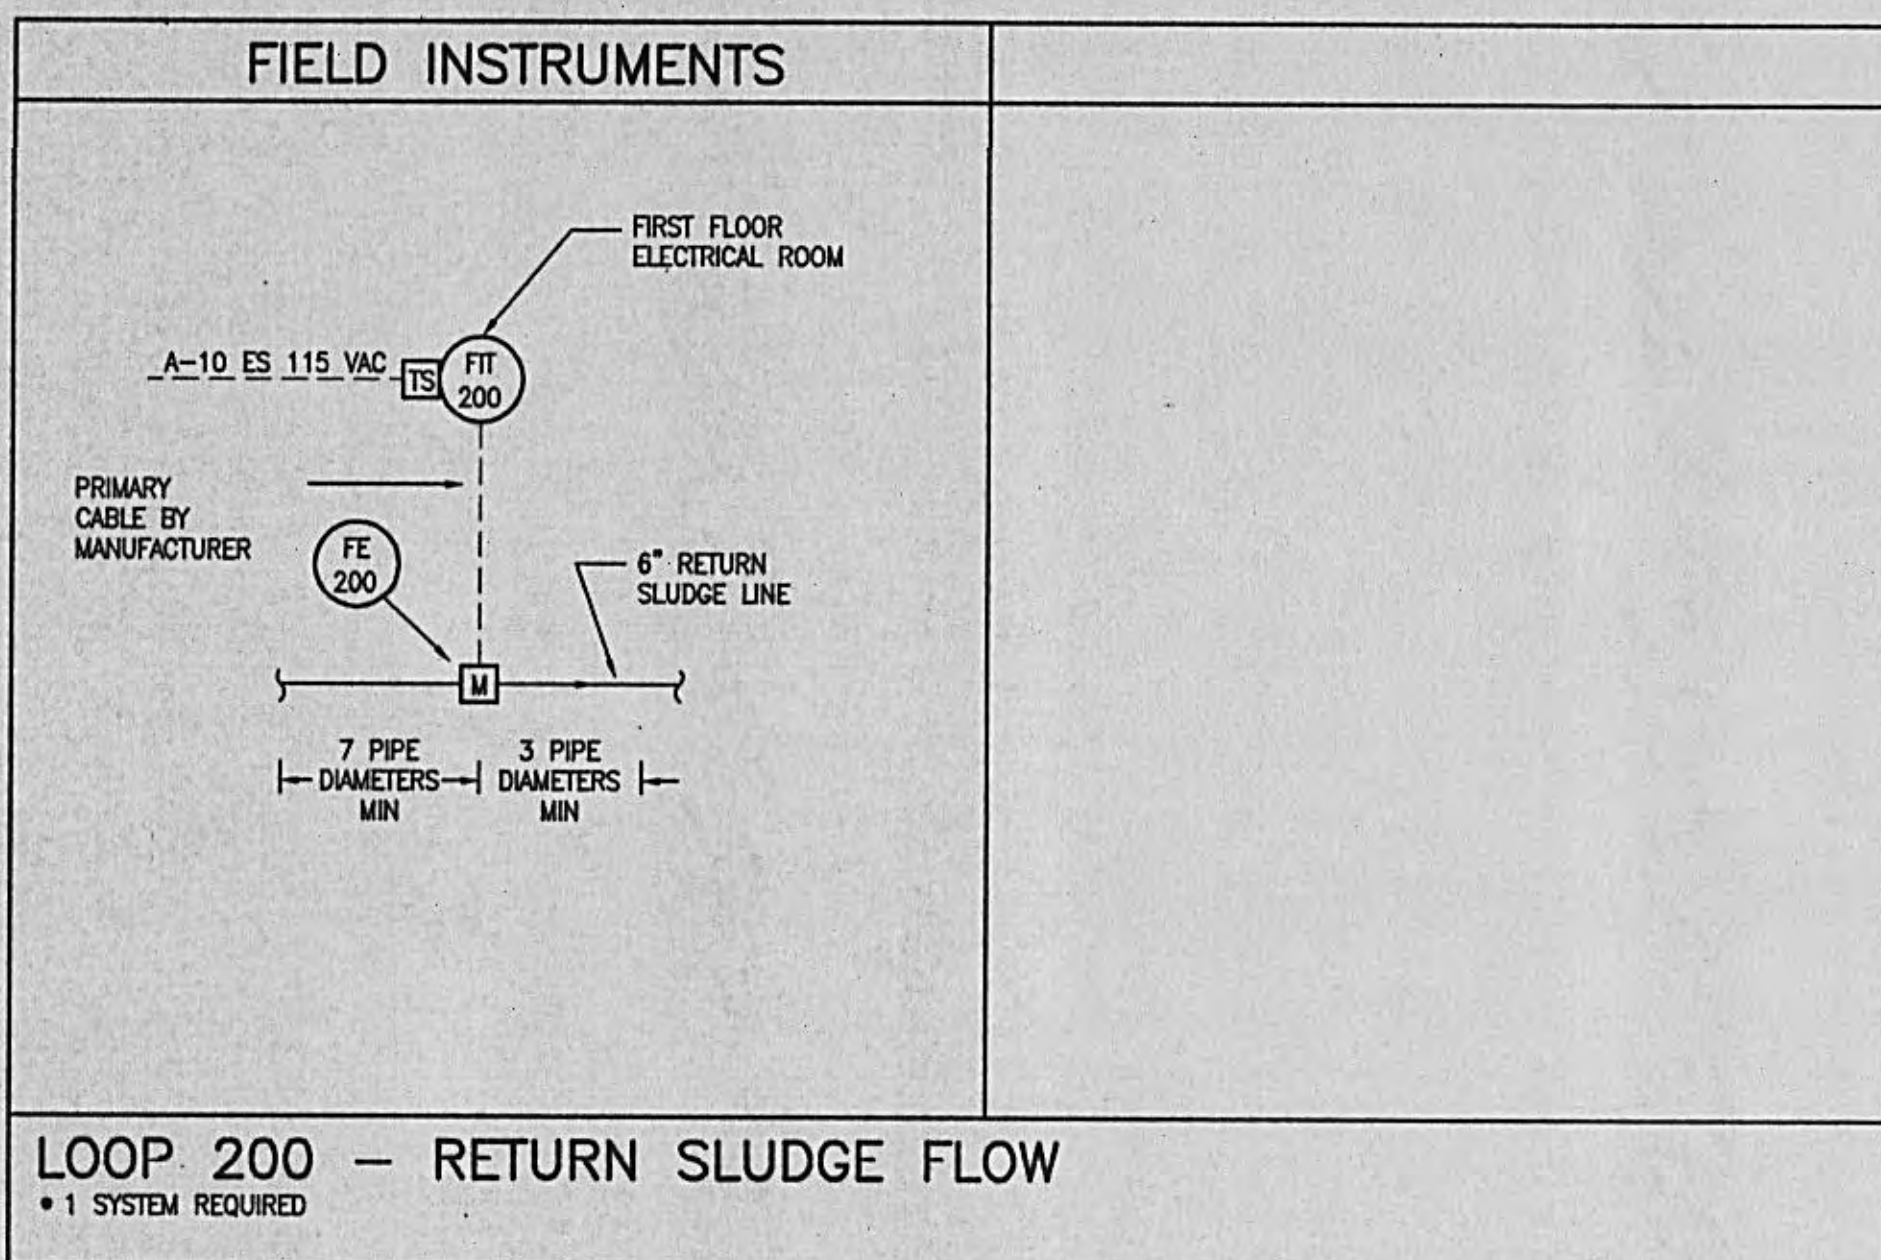 FIELD INSTRUMENTS
FIRST FLOOR
ELECTRICAL ROOM
A-10 ES 115 VAC
TS
FIT
200
PRIMARY
CABLE BY
MANUFACTURER
FE
200
6" RETURN
SLUDGE LINE
M
7 PIPE
DIAMETERS
MIN
3 PIPE
DIAMETERS
MIN
LOOP 200 – RETURN SLUDGE FLOW
• 1 SYSTEM REQUIRED